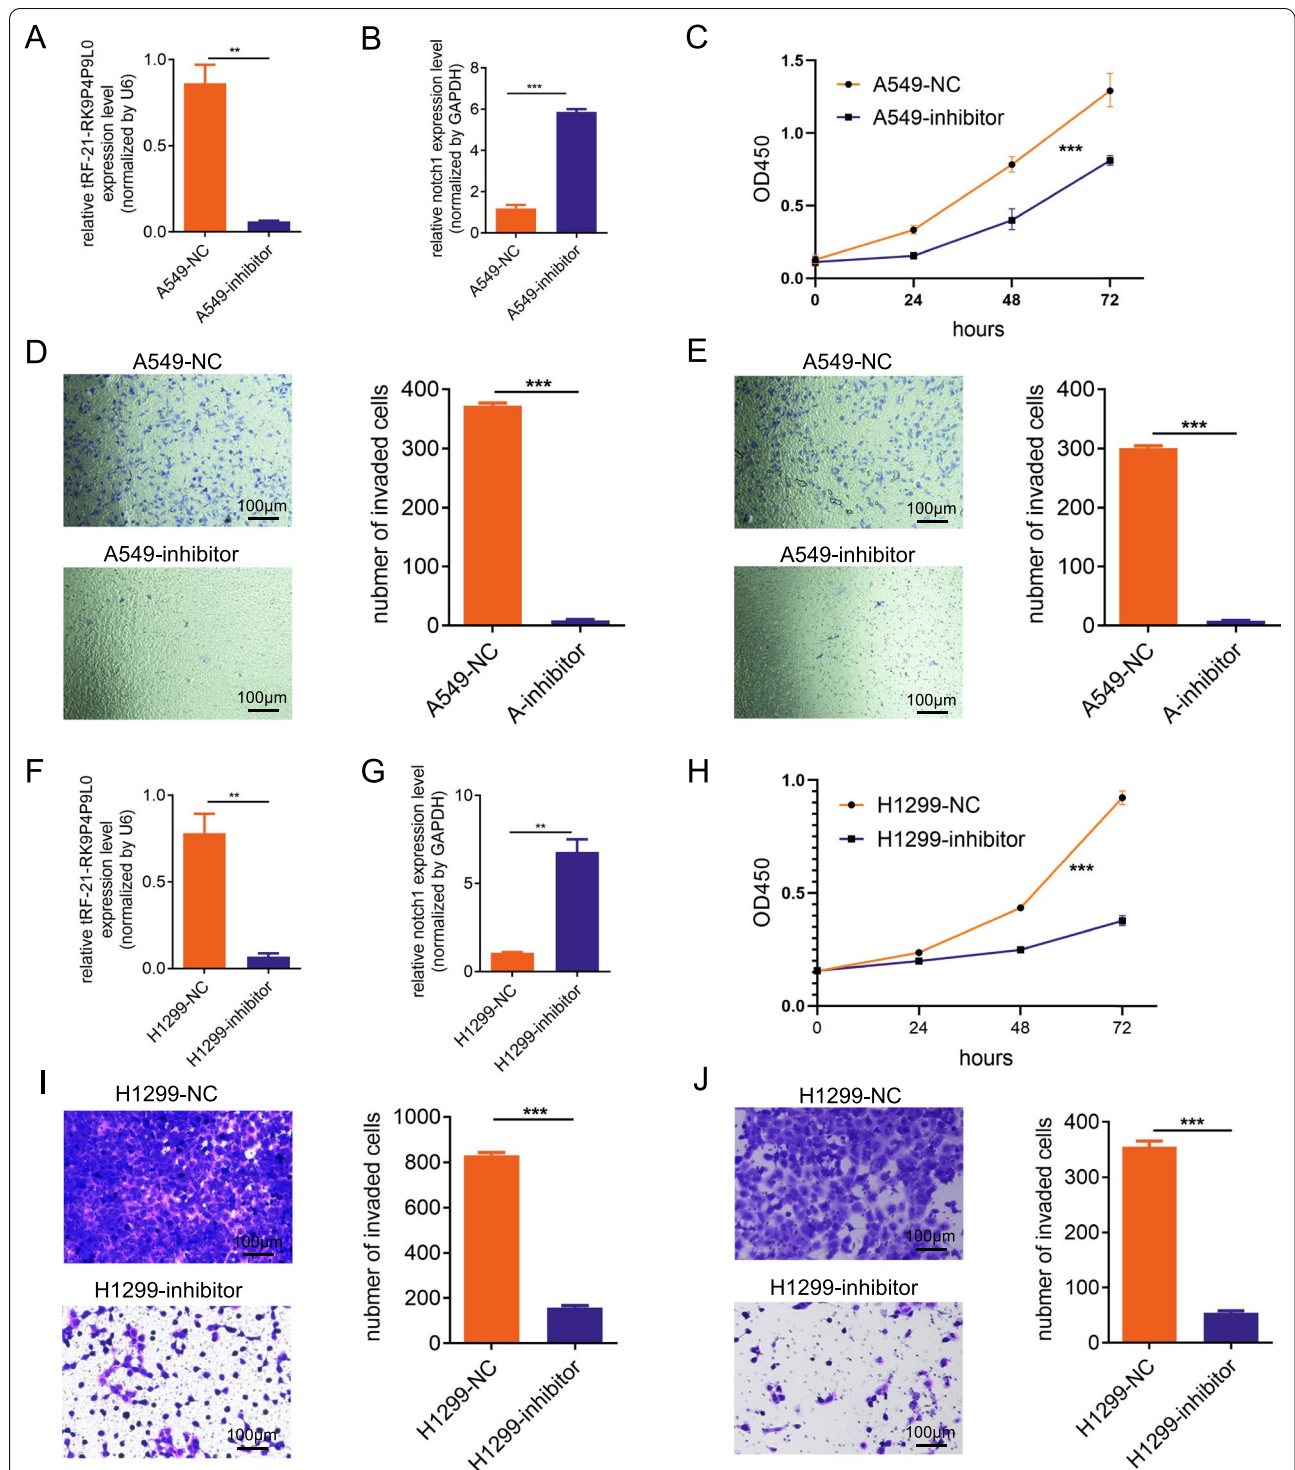 A
relative tRF-21-RK9P4P9L0
expression level
(normalized by U6)
1.0
0.5
0.0
**
A549-NC
A549-inhibitor
B
relative notch1 expression level
(normalized by GAPDH)
8
6
4
2
0
***
A549-NC
A549-inhibitor
C
OD450
1.5
1.0
0.5
0.0
A549-NC
A549-inhibitor
***
0
24
48
72
hours
D
A549-NC
100µm
A549-inhibitor
100µm
nubmer of invaded cells
400
300
200
100
0
***
A549-NC
A-inhibitor
E
A549-NC
100µm
A549-inhibitor
100µm
nubmer of invaded cells
400
300
200
100
0
***
A549-NC
A-inhibitor
F
relative tRF-21-RK9P4P9L0
expression level
(normalized by U6)
1.0
0.5
0.0
**
H1299-NC
H1299-inhibitor
G
relative notch1 expression level
(normalized by GAPDH)
10
5
0
**
H1299-NC
H1299-inhibitor
H
OD450
1.0
0.5
0.0
H1299-NC
H1299-inhibitor
***
0
24
48
72
hours
I
H1299-NC
100µm
H1299-inhibitor
100µm
nubmer of invaded cells
1000
800
600
400
200
0
***
H1299-NC
H1299-inhibitor
J
H1299-NC
100µm
H1299-inhibitor
100µm
nubmer of invaded cells
400
300
200
100
0
***
H1299-NC
H1299-inhibitor